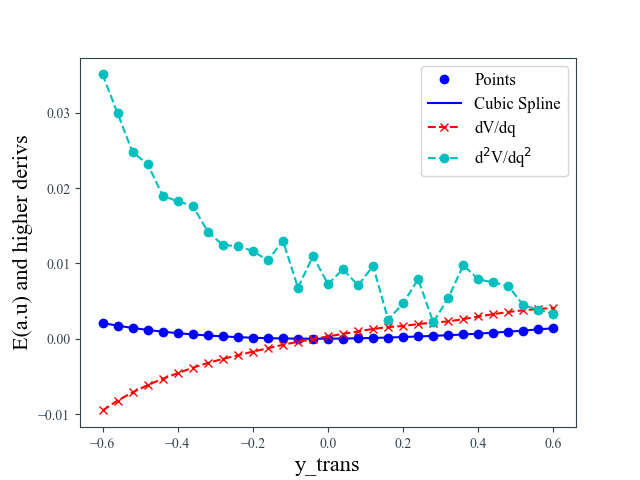 Points
Cubic Spline
dV/dq
d²V/dq²
E(a.u) and higher derivs
0.03
0.02
0.01
0.00
−0.01
−0.6 −0.4 −0.2 0.0 0.2 0.4 0.6
y_trans